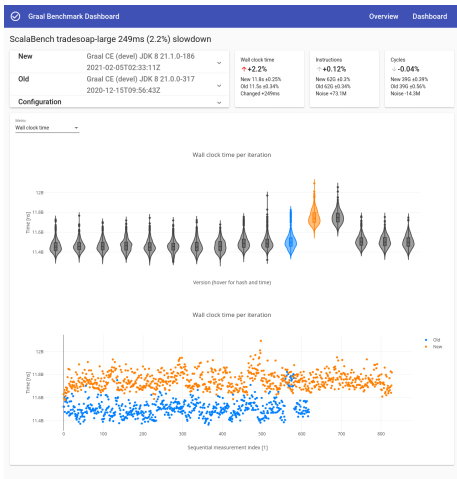 Graal Benchmark Dashboard
Overview
Dashboard
ScalaBench tradesoap-large 249ms (2.2%) slowdown
New
Graal CE (devel) JDK 8 21.1.0-186
2021-02-05T02:33:11Z
Old
Graal CE (devel) JDK 8 21.0.0-317
2020-12-15T09:56:43Z
Configuration
Wall clock time
↑+2.2%
New 11.8s ±0.25%
Old 11.5s ±0.34%
Changed +249ms
Instructions
↑+0.12%
New 62G ±0.3%
Old 62G ±0.34%
Noise +73.1M
Cycles
↓-0.04%
New 39G ±0.39%
Old 39G ±0.56%
Noise -14.3M
Metric
Wall clock time
Wall clock time per iteration
12B
11.8B
11.6B
11.4B
Time [ns]
Version (hover for hash and time)
Wall clock time per iteration
Old
New
12B
11.8B
11.6B
11.4B
Time [ns]
0 100 200 300 400 500 600 700 800
Sequential measurement index [1]